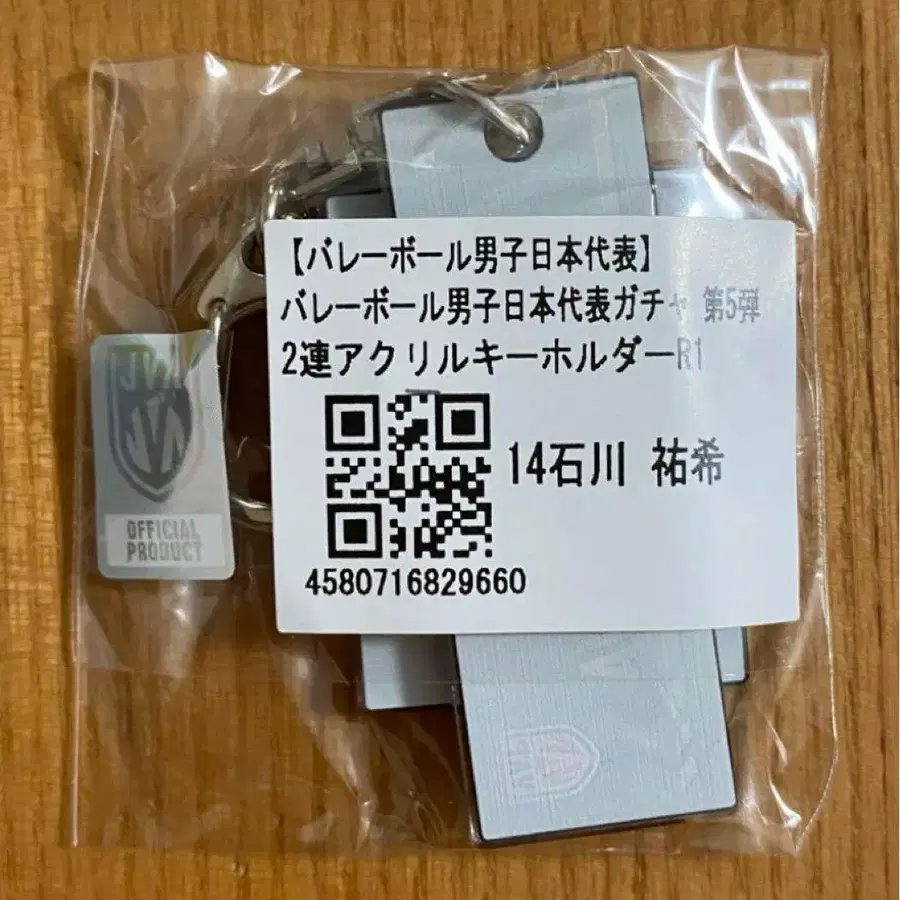 【バレーボール男子日本代表】
バレーボール男子日本代表ガチャ 第5弾
2連アクリルキーホルダーR1
14石川 祐希
4580716829660
OFFICIAL
PRODUCT